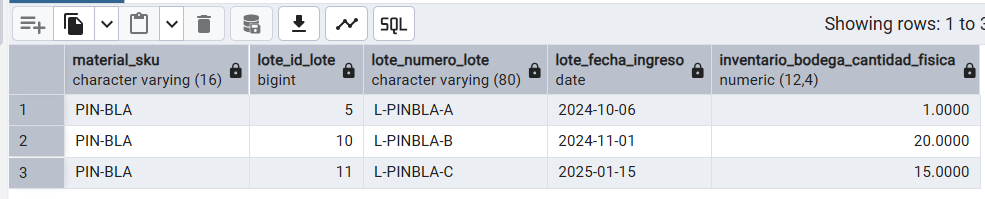 SQL Showing rows: 1 to 3
material_sku lote_id_lote lote_numero_lote lote_fecha_ingreso inventario_bodega_cantidad_fisica
character varying (16) bigint character varying (80) date numeric (12,4)
1 PIN-BLA 5 L-PINBLA-A 2024-10-06 1.0000
2 PIN-BLA 10 L-PINBLA-B 2024-11-01 20.0000
3 PIN-BLA 11 L-PINBLA-C 2025-01-15 15.0000